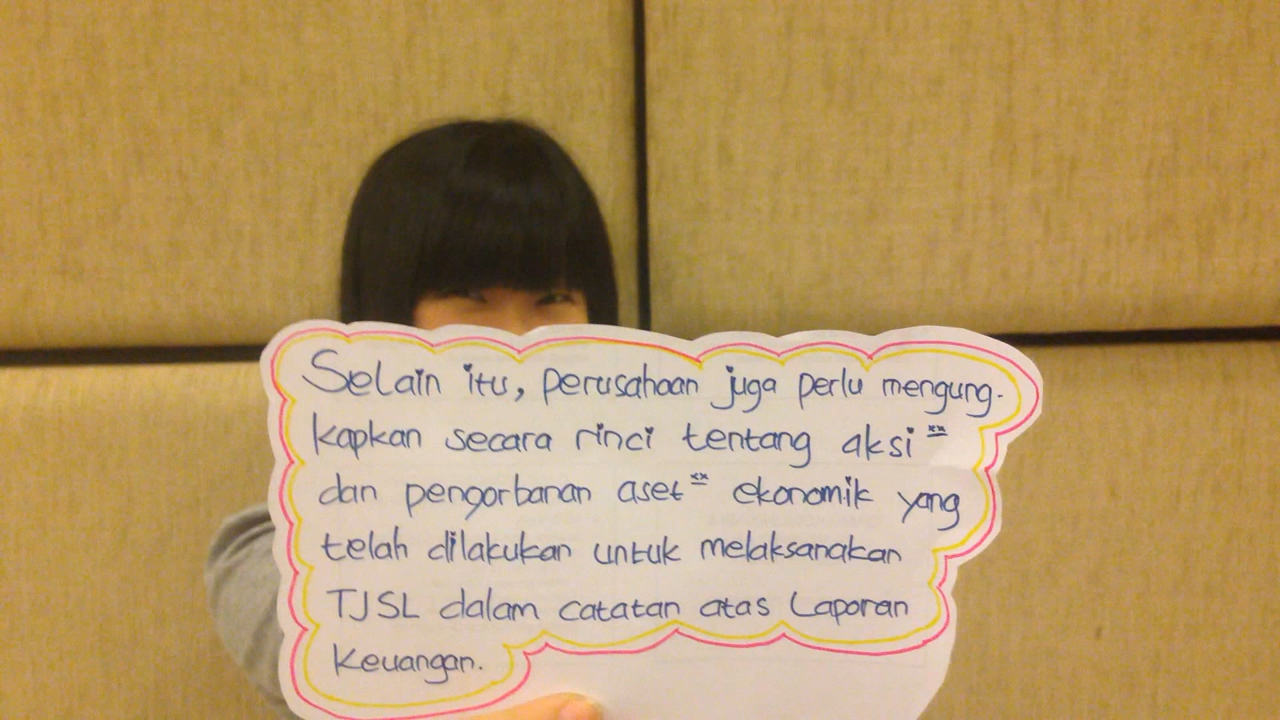 Selain itu, perusahaan juga perlu mengung-
kapkan secara rinci tentang aksi"
dan pengorbanan aset" ekonomik yang
telah dilakukan untuk melaksanakan
TJSL dalam catatan atas Laporan
Keuangan.